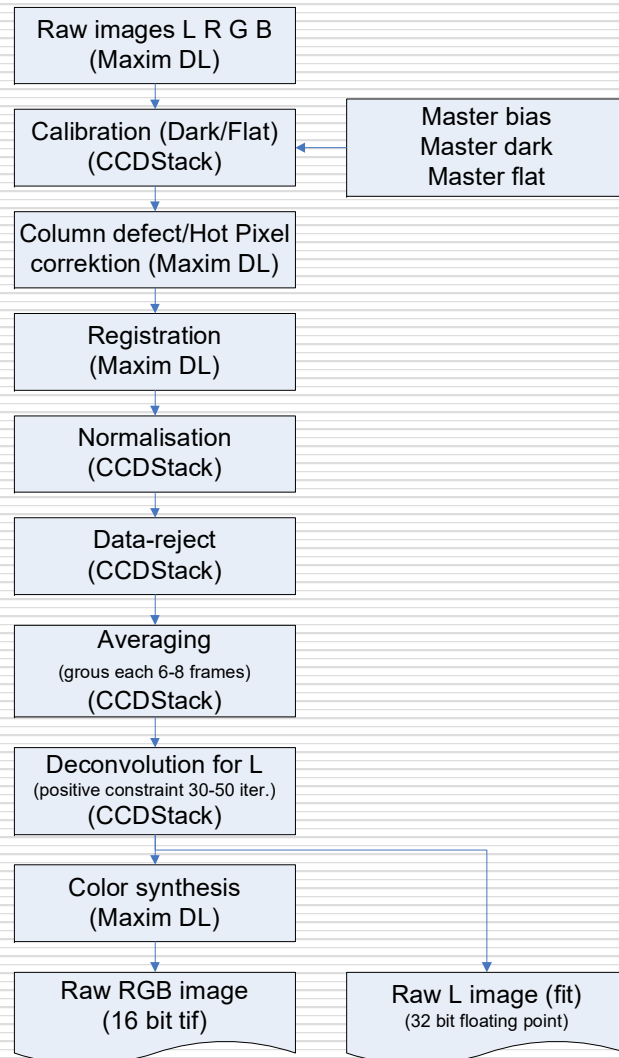 Raw images L R G B
(Maxim DL)
Calibration (Dark/Flat)
(CCDStack)
Master bias
Master dark
Master flat
Column defect/Hot Pixel
correktion (Maxim DL)
Registration
(Maxim DL)
Normalisation
(CCDStack)
Data-reject
(CCDStack)
Averaging
(grous each 6-8 frames)
(CCDStack)
Deconvolution for L
(positive constraint 30-50 iter.)
(CCDStack)
Color synthesis
(Maxim DL)
Raw RGB image
(16 bit tif)
Raw L image (fit)
(32 bit floating point)